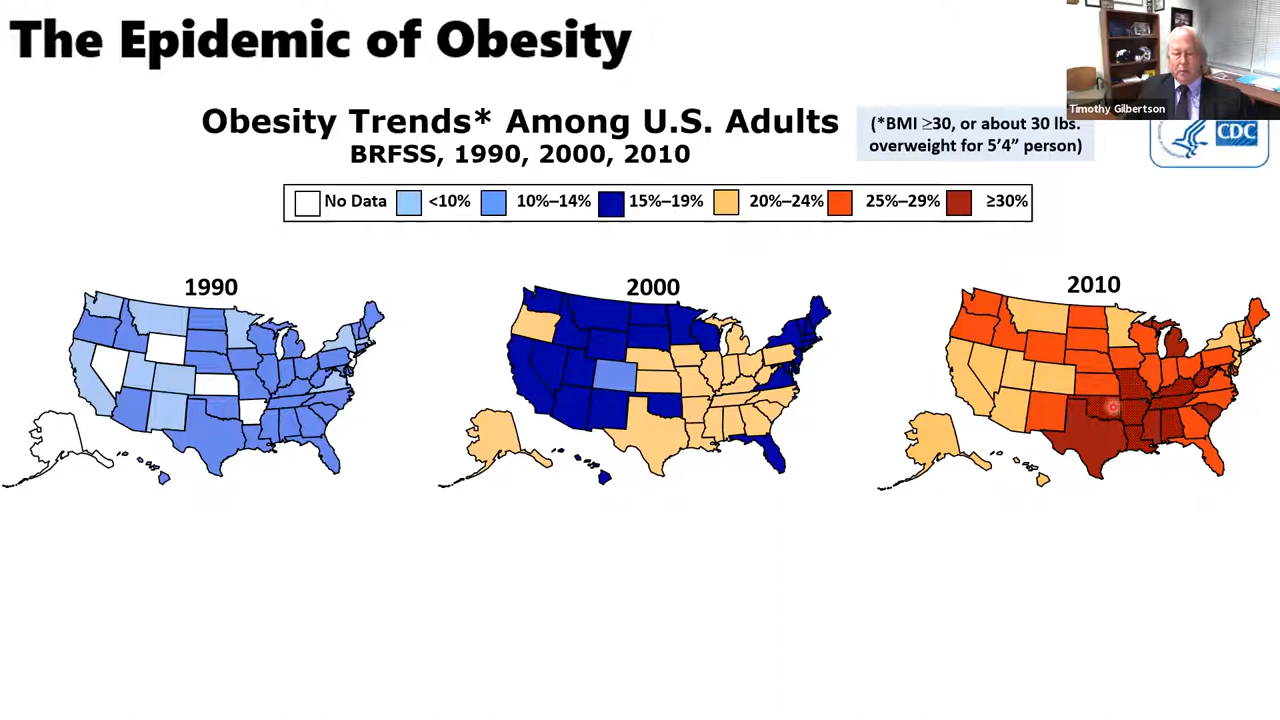 The Epidemic of Obesity
Timothy Gilbertson
Obesity Trends* Among U.S. Adults
BRFSS, 1990, 2000, 2010
(*BMI ≥30, or about 30 lbs.
overweight for 5’4” person)
CDC
No Data <10% 10%–14% 15%–19% 20%–24% 25%–29% ≥30%
1990
2000
2010